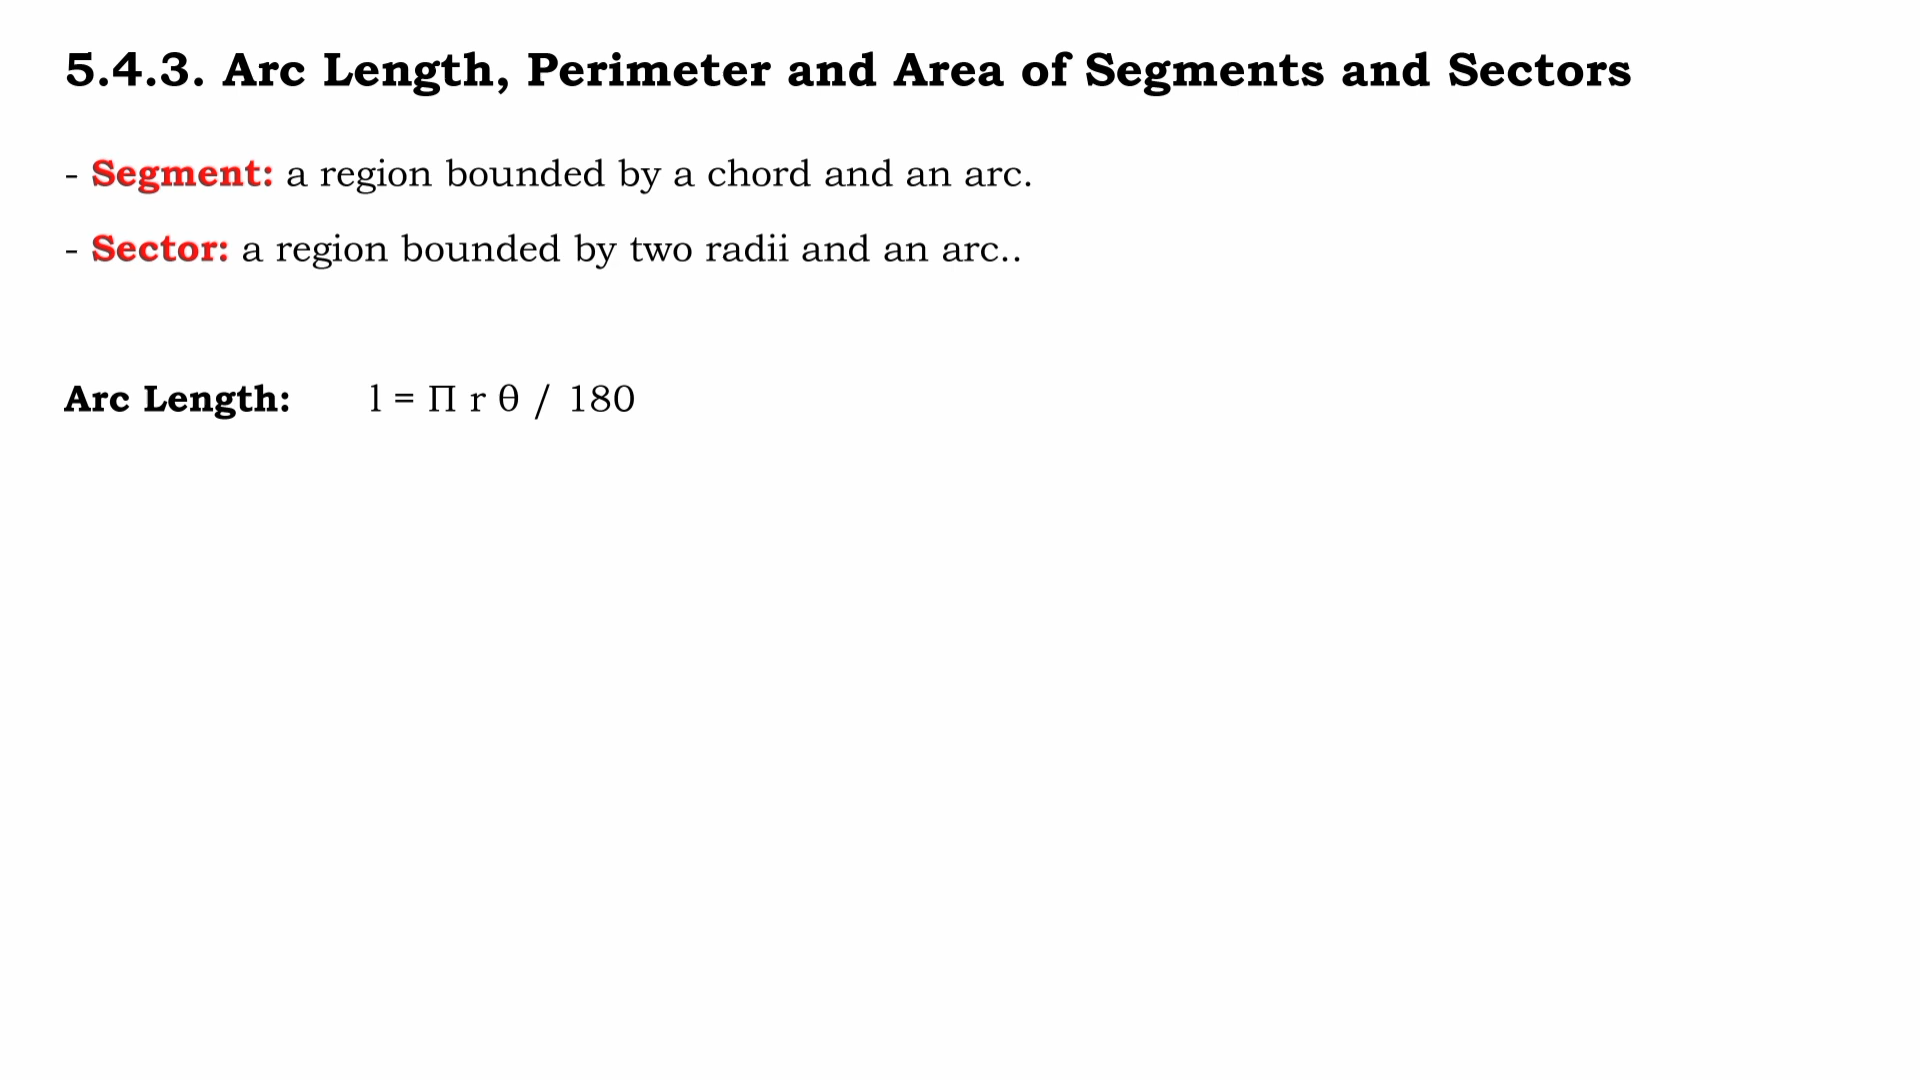 5.4.3. Arc Length, Perimeter and Area of Segments and Sectors
- Segment: a region bounded by a chord and an arc.
- Sector: a region bounded by two radii and an arc..
Arc Length: l = Π r θ / 180